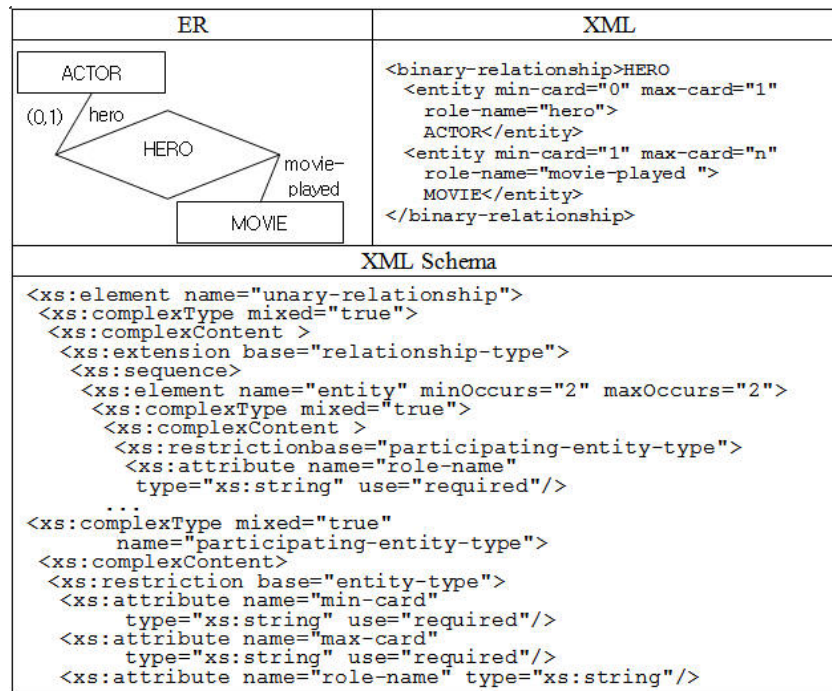 ER
XML
ACTOR
(0,1)
hero
HERO
movie-
played
MOVIE
<binary-relationship>HERO
<entity min-card="0" max-card="1"
role-name="hero">
ACTOR</entity>
<entity min-card="1" max-card="n"
role-name="movie-played ">
MOVIE</entity>
</binary-relationship>
XML Schema
<xs:element name="unary-relationship">
<xs:complexType mixed="true">
<xs:complexContent >
<xs:extension base="relationship-type">
<xs:sequence>
<xs:element name="entity" minOccurs="2" maxOccurs="2">
<xs:complexType mixed="true">
<xs:complexContent >
<xs:restrictionbase="participating-entity-type">
<xs:attribute name="role-name"
type="xs:string" use="required"/>
...
<xs:complexType mixed="true"
name="participating-entity-type">
<xs:complexContent>
<xs:restriction base="entity-type">
<xs:attribute name="min-card"
type="xs:string" use="required"/>
<xs:attribute name="max-card"
type="xs:string" use="required"/>
<xs:attribute name="role-name" type="xs:string"/>